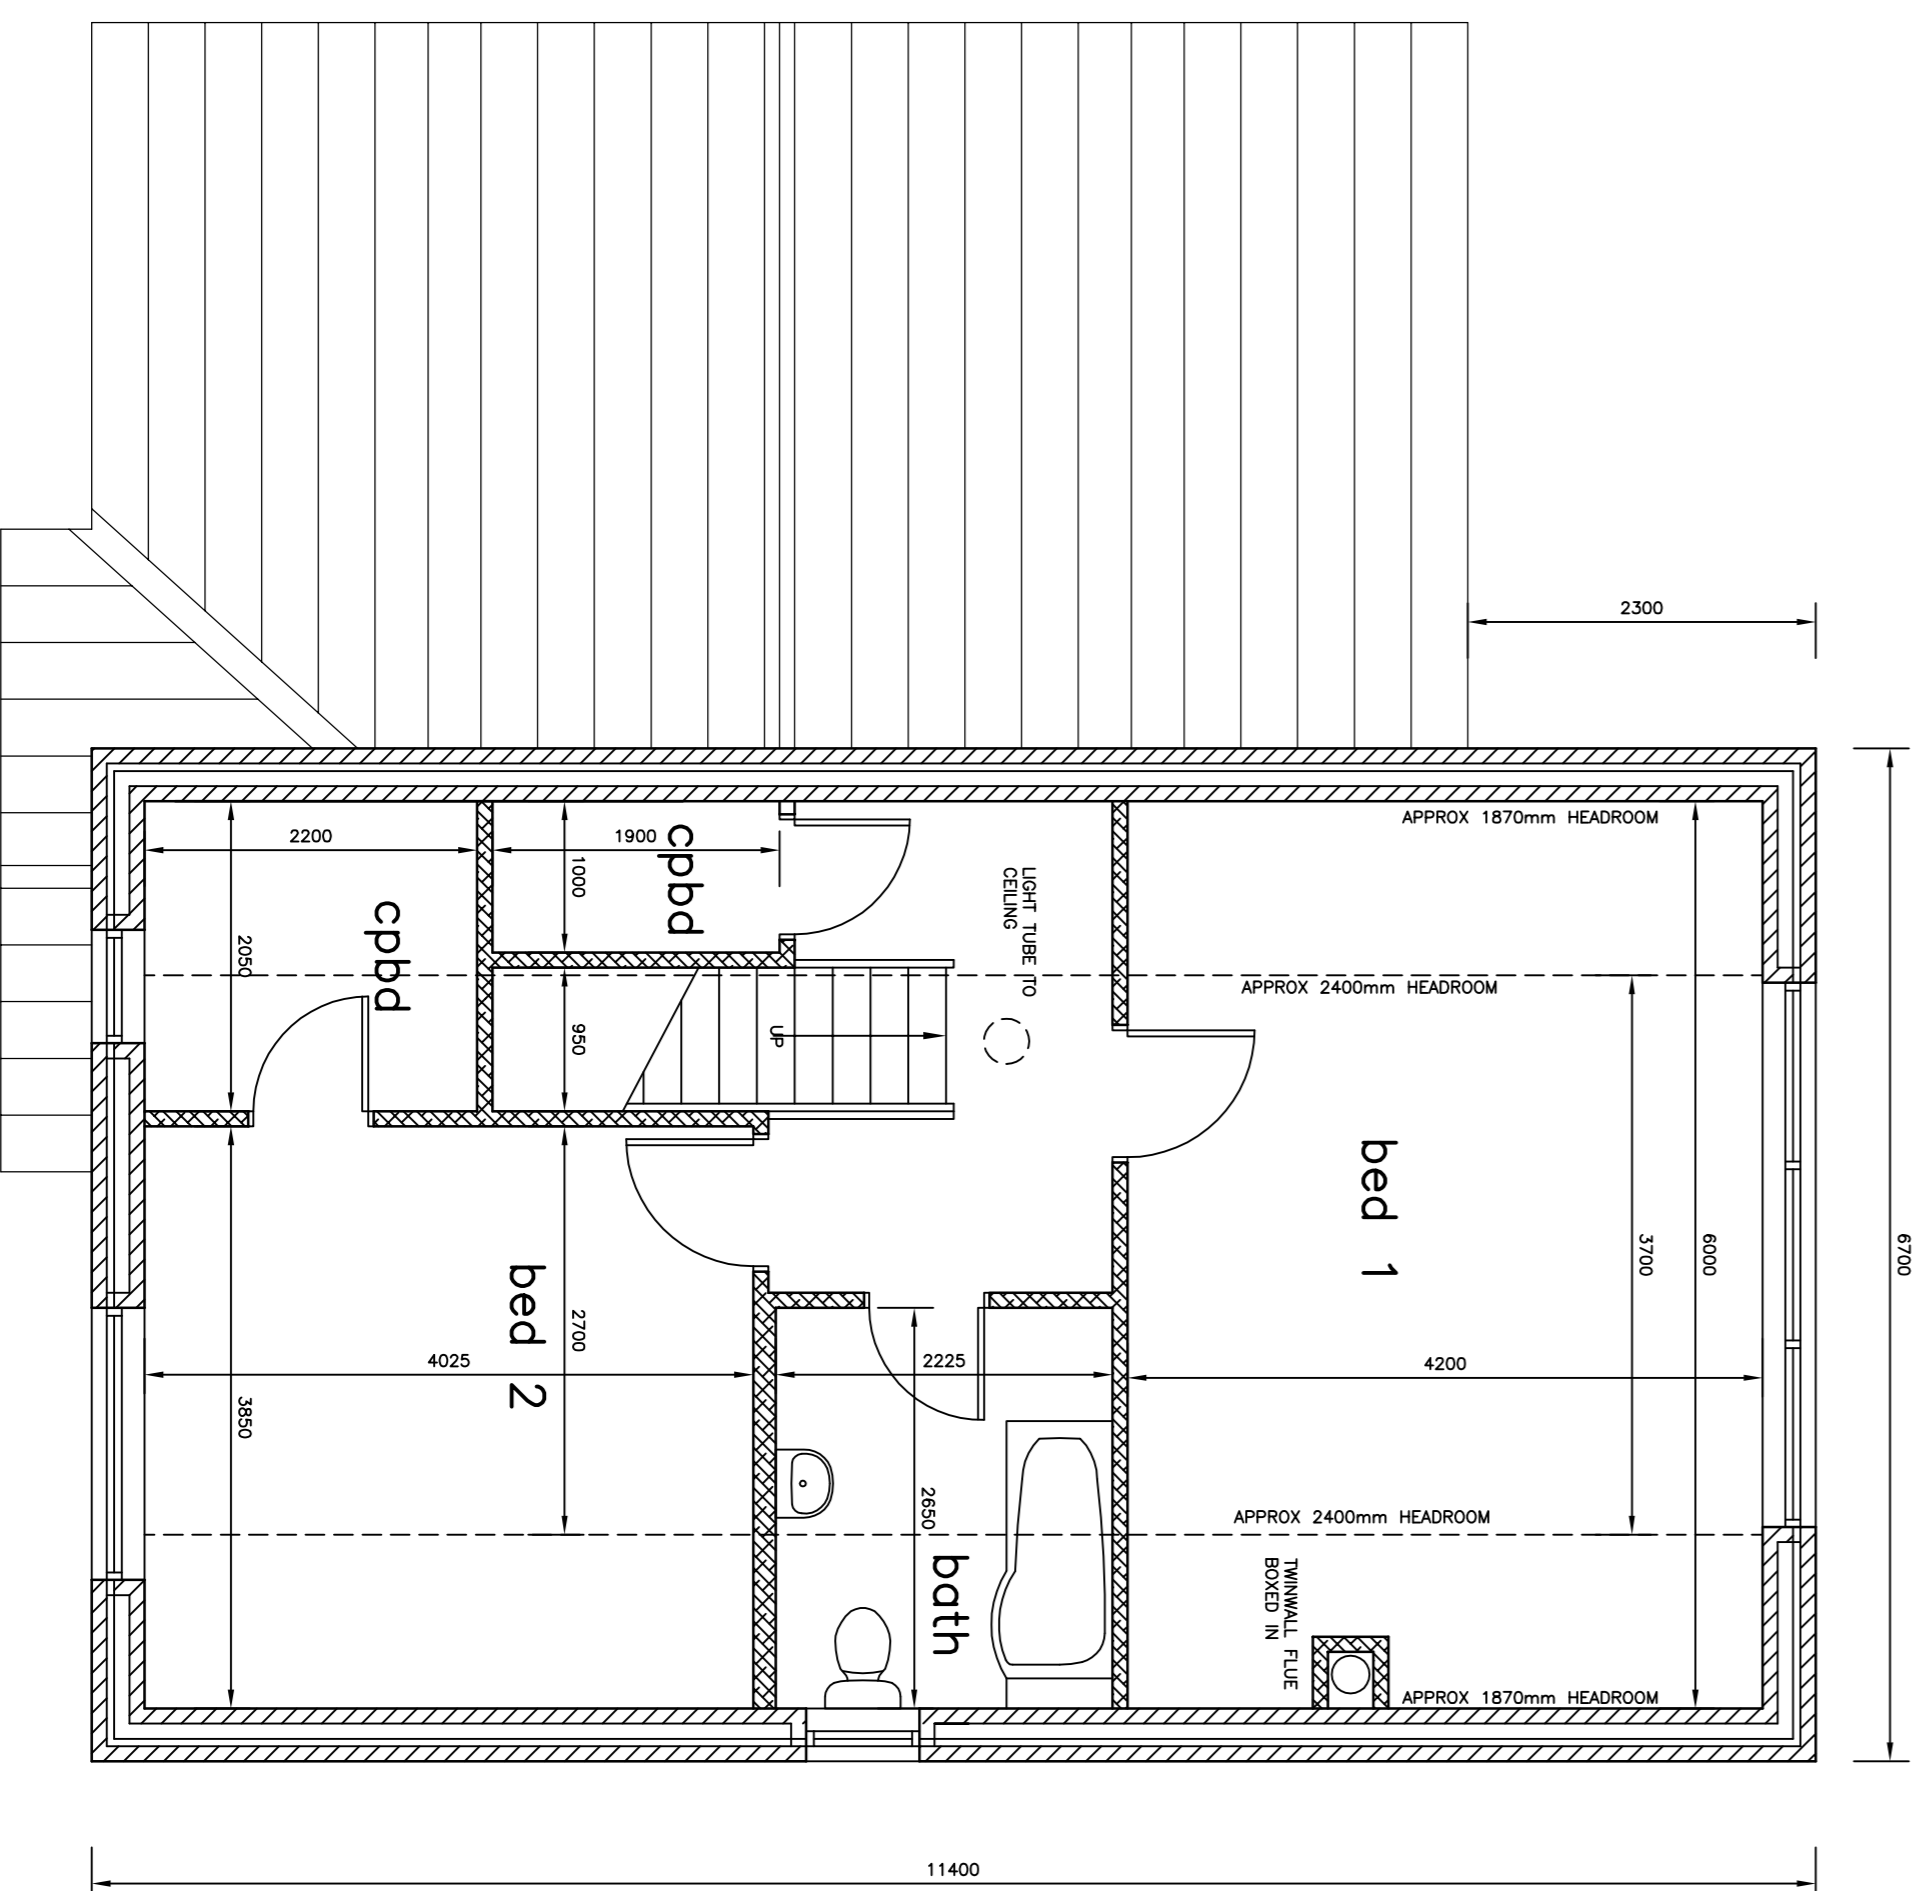 2300
6700
APPROX 1870mm HEADROOM
2200
1900
1000
cpbd
LIGHT TUBE TO
CEILING
cpbd
2050
APPROX 2400mm HEADROOM
950
UP
bed 1
3700
6000
bed 2
2700
4025
3850
2225
4200
2650
APPROX 2400mm HEADROOM
bath
TWINWALL FLUE
BOXED IN
APPROX 1870mm HEADROOM
11400